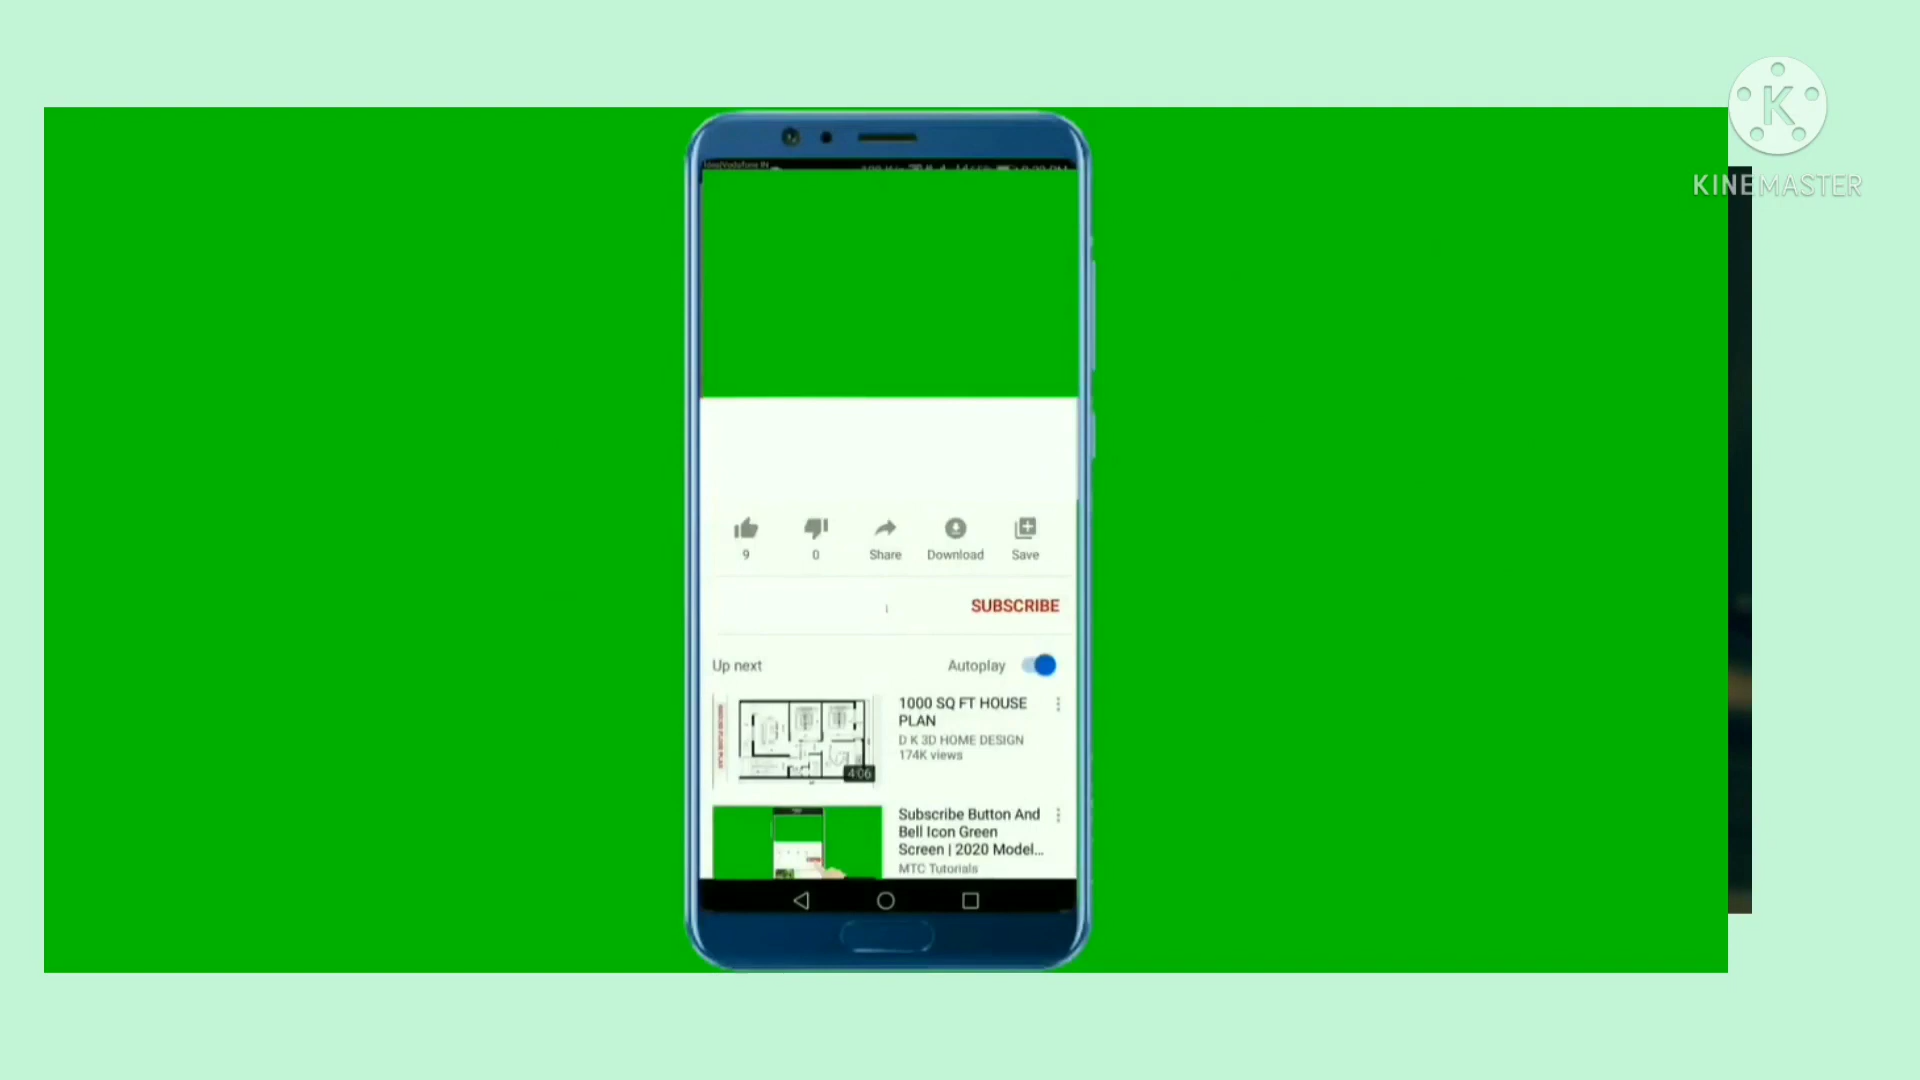 KINEMASTER
9
0
Share
Download
Save
SUBSCRIBE
Up next
Autoplay
1000 SQ FT HOUSE
PLAN
D K 3D HOME DESIGN
174K views
4:06
Subscribe Button And
Bell Icon Green
Screen | 2020 Model...
MTC Tutorials